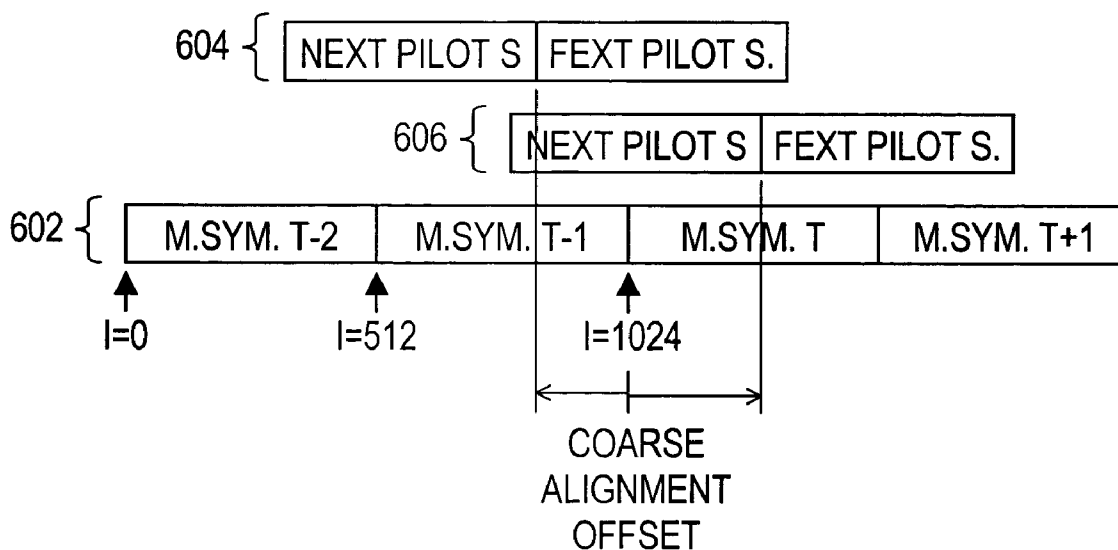 604 { NEXT PILOT S FEXT PILOT S.
606 { NEXT PILOT S FEXT PILOT S.
602 { M.SYM. T-2 M.SYM. T-1 M.SYM. T M.SYM. T+1
I=0 I=512 I=1024
COARSE
ALIGNMENT
OFFSET